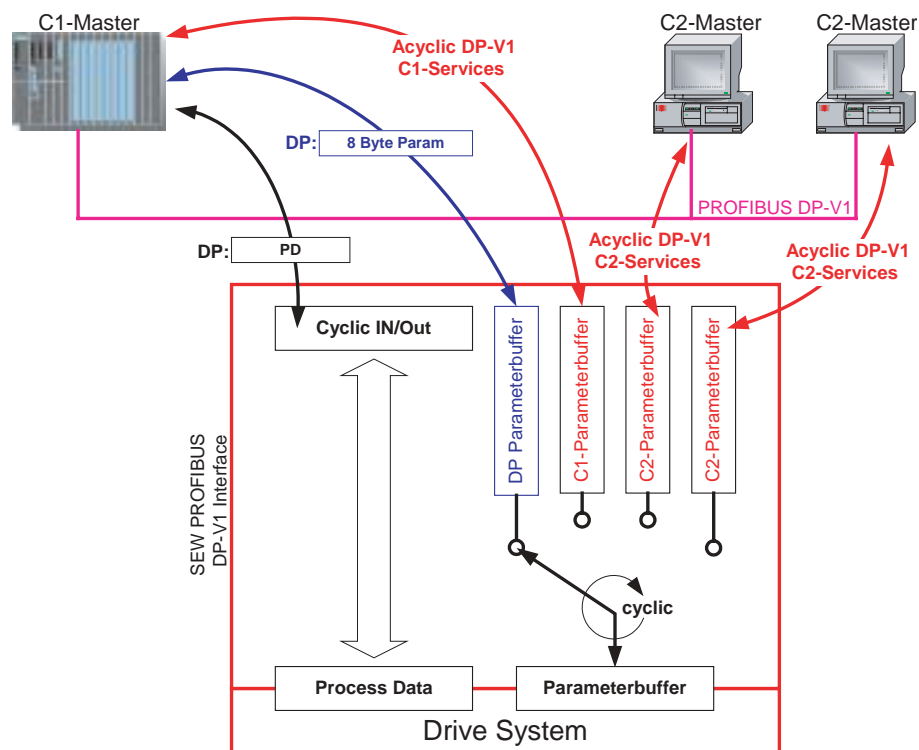 C1-Master
C2-Master
C2-Master
Acyclic DP-V1
C1-Services
DP:
8 Byte Param
PROFIBUS DP-V1
DP:
PD
Acyclic DP-V1
C2-Services
Acyclic DP-V1
C2-Services
Cyclic IN/Out
DP Parameterbuffer
C1-Parameterbuffer
C2-Parameterbuffer
C2-Parameterbuffer
SEW PROFIBUS
DP-V1 Interface
cyclic
Process Data
Parameterbuffer
Drive System